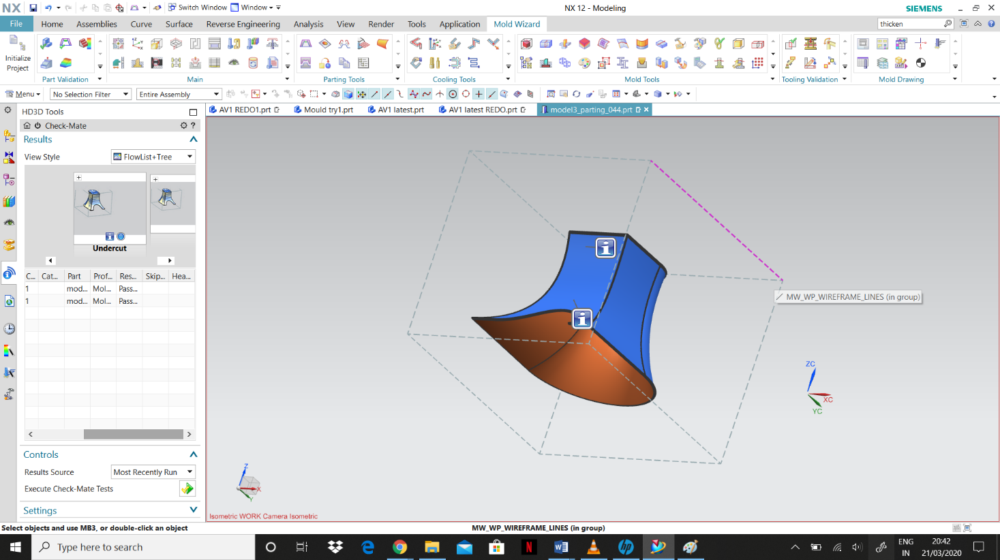 NX
Switch Window
Window
NX 12 - Modeling
SIEMENS
File
Home
Assemblies
Curve
Surface
Reverse Engineering
Analysis
View
Render
Tools
Application
Mold Wizard
thicken
Initialize
Project
Part Validation
Main
Parting Tools
Cooling Tools
Mold Tools
Tooling Validation
Mold Drawing
Menu
No Selection Filter
Entire Assembly
HD3D Tools
AV1 REDO1.prt
Mould try1.prt
AV1 latest.prt
AV1 latest REDO.prt
model3_parting_044.prt
Check-Mate
Results
View Style
FlowList+Tree
Undercut
C... Cat... Part Prof... Res... Skip... Hea...
1 mod... Mol... Pass...
1 mod... Mol... Pass...
MW_WP_WIREFRAME_LINES (in group)
ZC
XC
YC
Controls
Results Source
Most Recently Run
Execute Check-Mate Tests
Settings
Z
X
Y
Isometric WORK Camera Isometric
Select objects and use MB3, or double-click an object
MW_WP_WIREFRAME_LINES (in group)
Type here to search
ENG
IN
20:42
21/03/2020